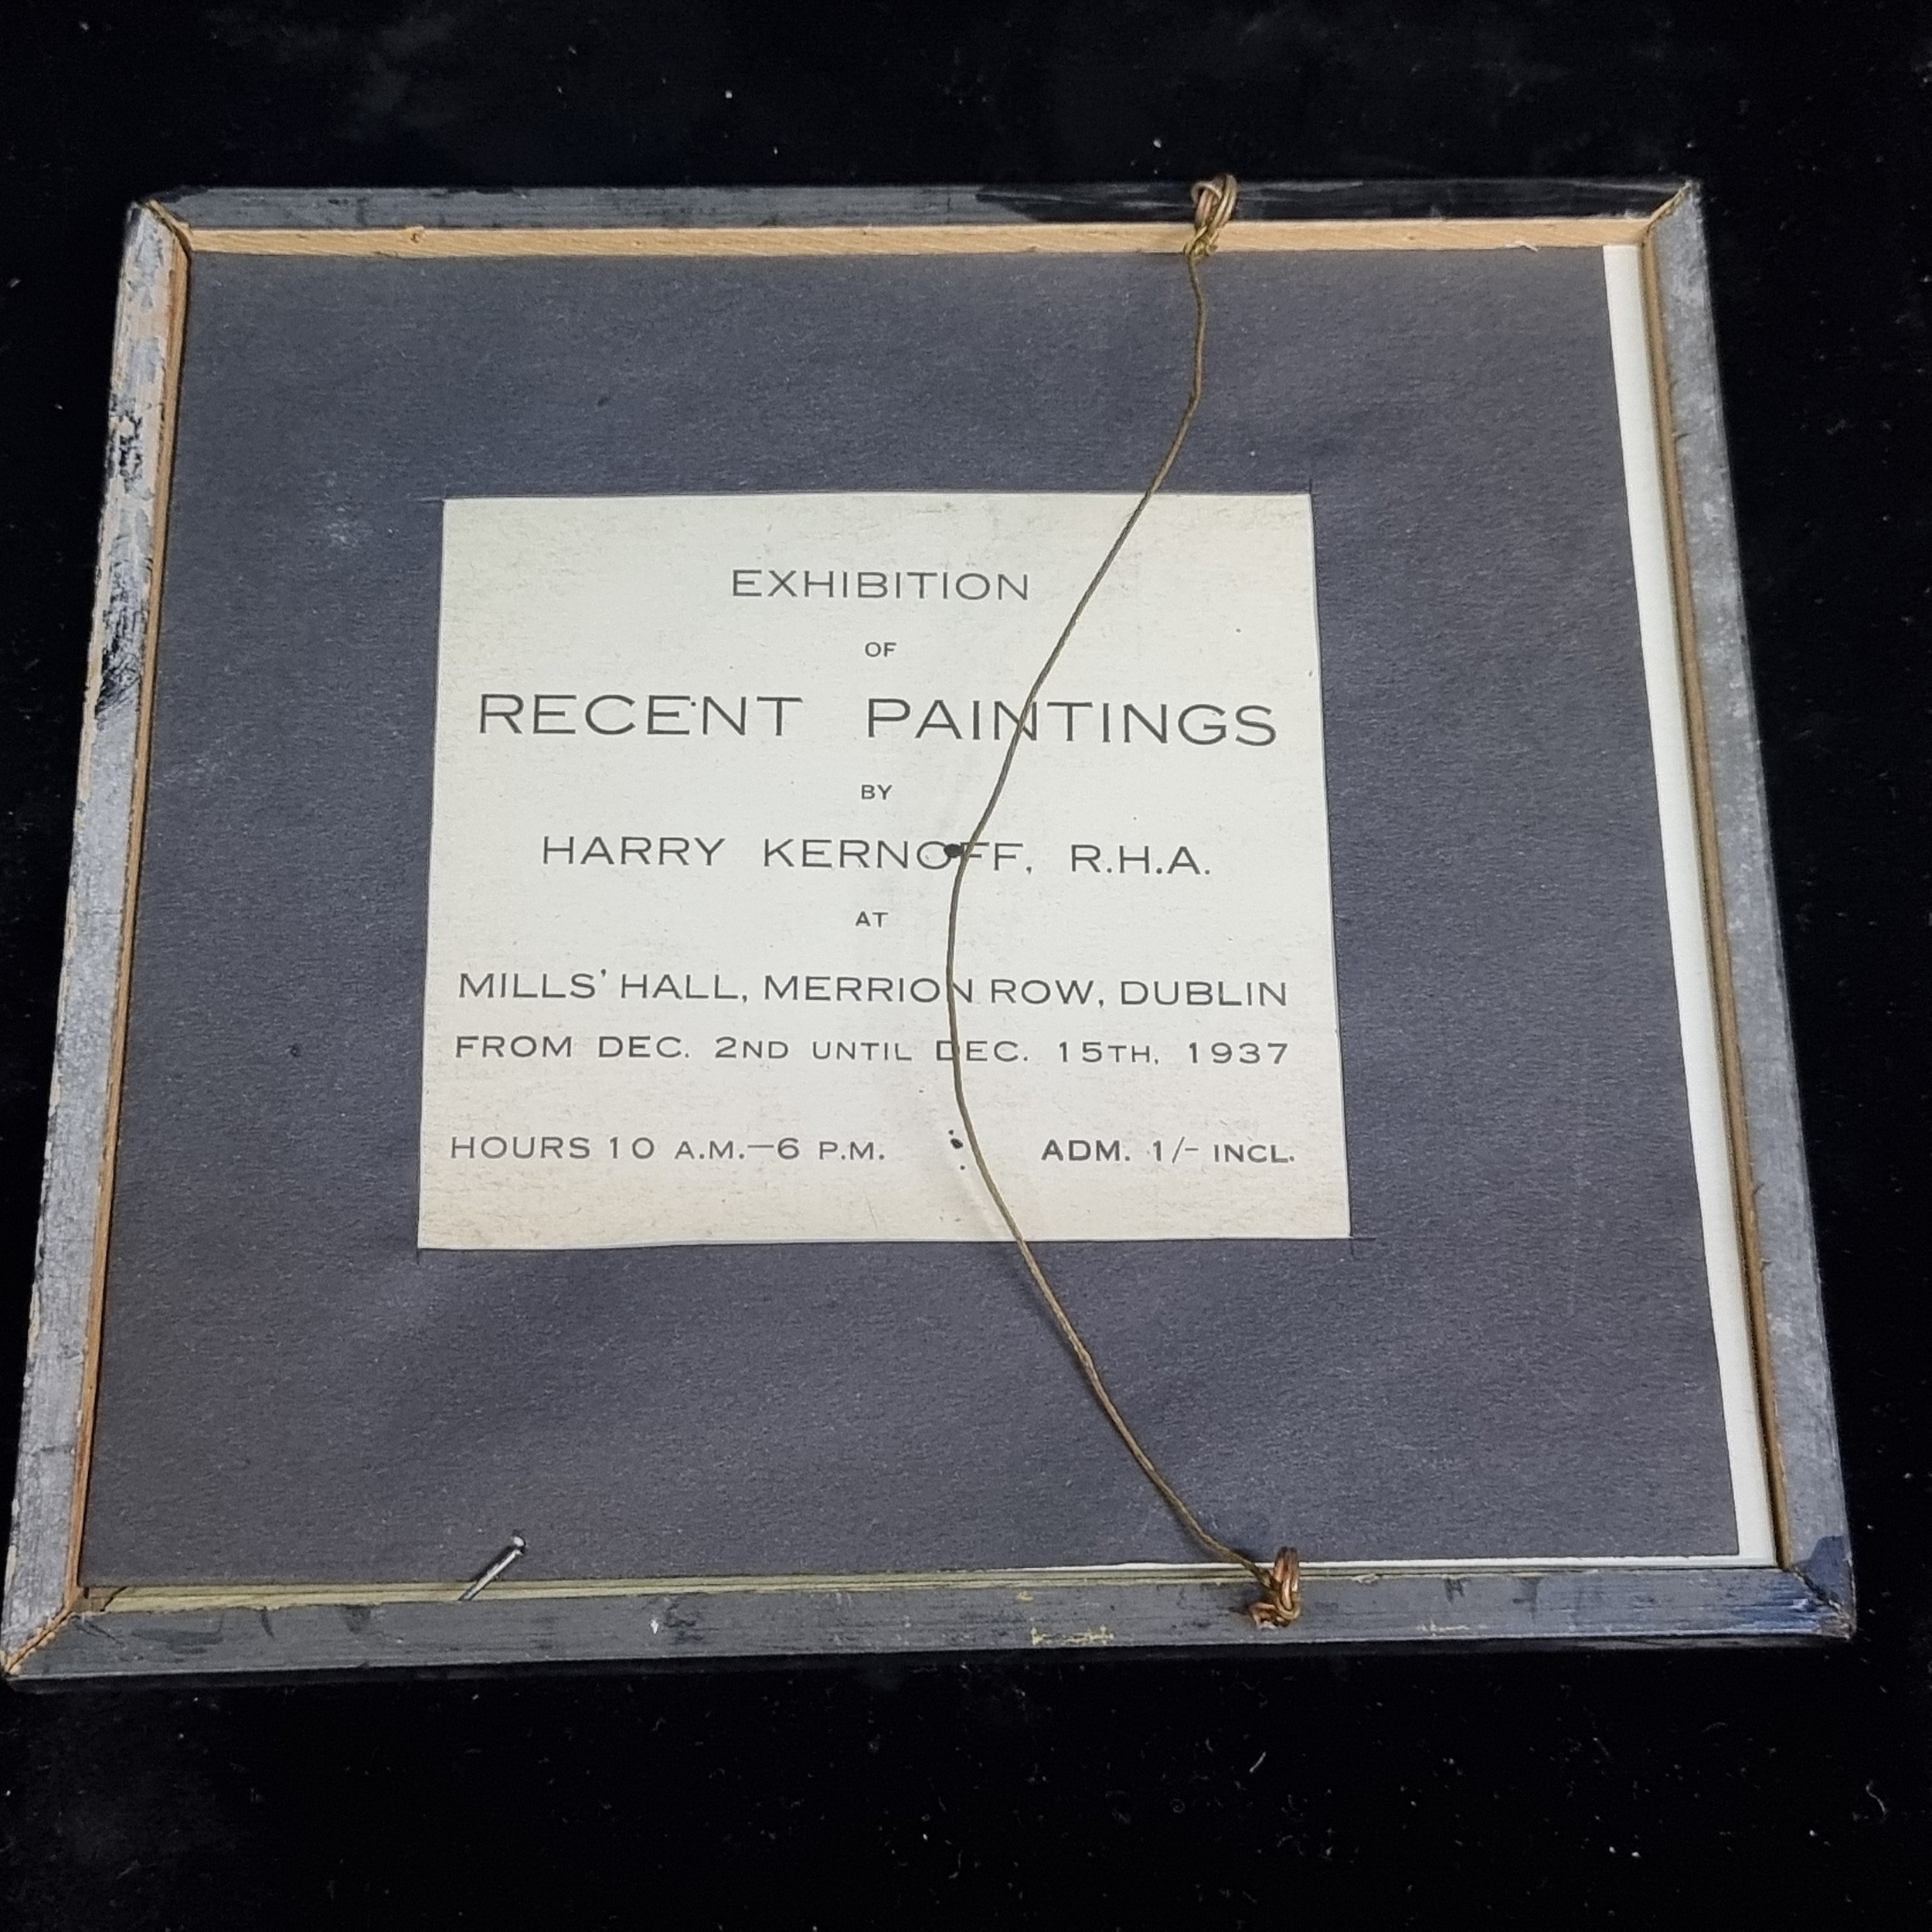 EXHIBITION
OF
RECENT PAINTINGS
BY
HARRY KERNOFF, R.H.A.
AT
MILLS' HALL, MERRION ROW, DUBLIN
FROM DEC. 2ND UNTIL DEC. 15TH, 1937
HOURS 10 A.M.—6 P.M. ADM. 1/- INCL.